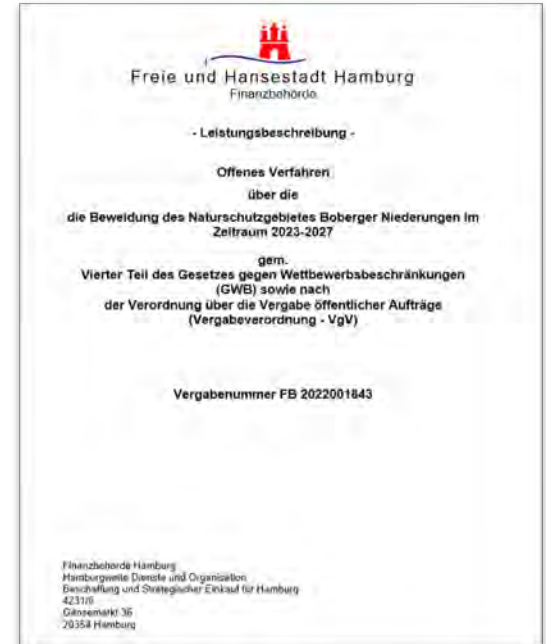 Freie und Hansestadt Hamburg
Finanzbehörde
- Leistungsbeschreibung -
Offenes Verfahren
über die
die Beweidung des Naturschutzgebietes Boberger Niederungen im
Zeitraum 2023-2027
gem.
Vierter Teil des Gesetzes gegen Wettbewerbsbeschränkungen
(GWB) sowie nach
der Verordnung über die Vergabe öffentlicher Aufträge
(Vergabeverordnung - VgV)
Vergabenummer FB 2022001643
Finanzbehörde Hamburg
Hamburgweite Dienste und Organisation
Beschaffung und Strategischer Einkauf für Hamburg
4231/6
Gänsemarkt 36
20354 Hamburg